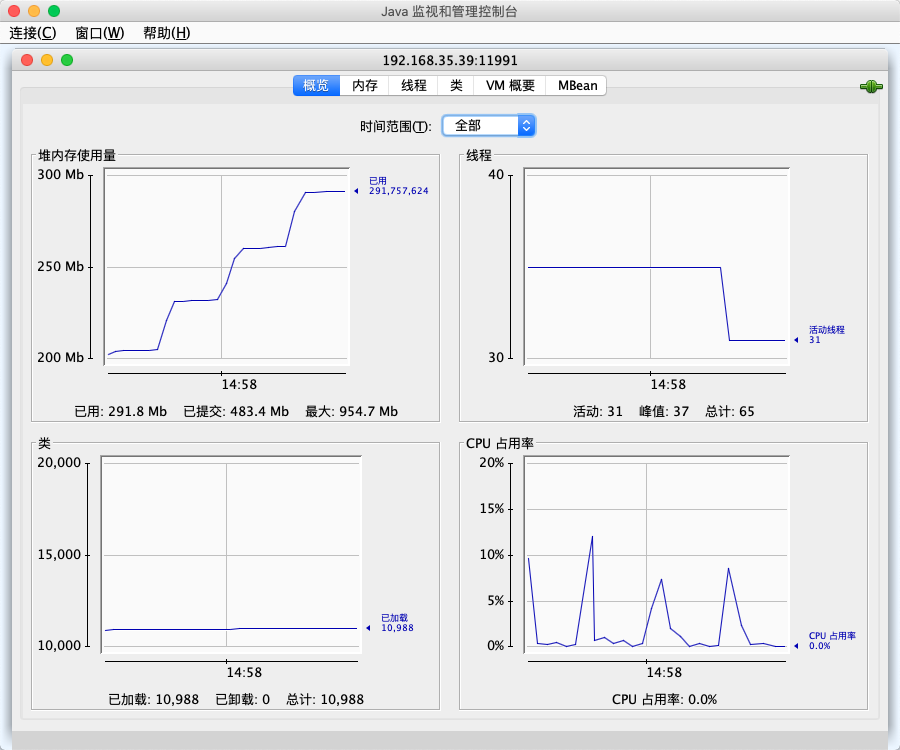 Java 监视和管理控制台
连接(C) 窗口(W) 帮助(H)
192.168.35.39:11991
概览 内存 线程 类 VM 概要 MBean
时间范围(T): 全部
堆内存使用量
300 Mb
250 Mb
200 Mb
已用
291,757,624
14:58
已用: 291.8 Mb 已提交: 483.4 Mb 最大: 954.7 Mb
线程
40
30
活动线程
31
14:58
活动: 31 峰值: 37 总计: 65
类
20,000
15,000
10,000
已加载
10,988
14:58
已加载: 10,988 已卸载: 0 总计: 10,988
CPU 占用率
20%
15%
10%
5%
0%
CPU 占用率
0.0%
14:58
CPU 占用率: 0.0%